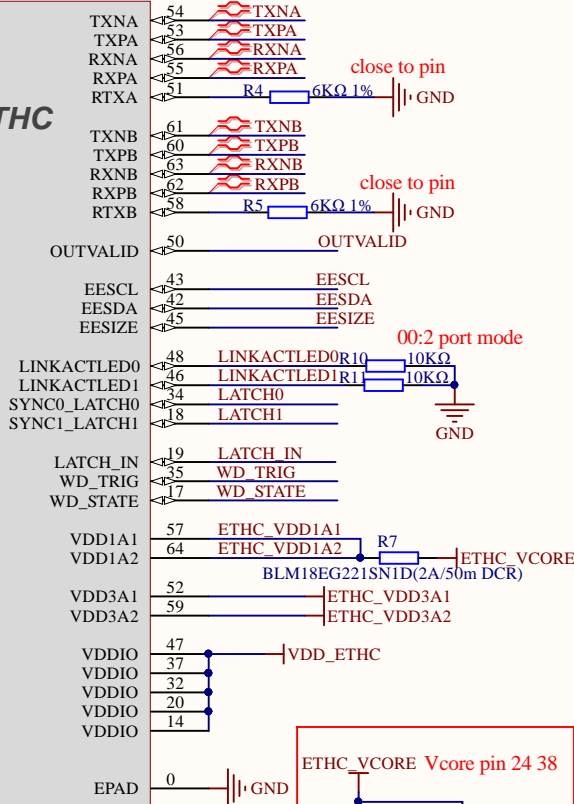 TXNA 54 TXNA
TXPA 53 TXPA
RXNA 56 RXNA
RXPA 55 RXPA
close to pin
RTXA 51 R4 6KΩ 1% GND
THC
TXNB 61 TXNB
TXPB 60 TXPB
RXNB 63 RXNB
RXPB 62 RXPB
close to pin
RTXB 58 R5 6KΩ 1% GND
OUTVALID 50 OUTVALID
EESCL 43 EESCL
EESDA 42 EESDA
EESIZE 45 EESIZE
00:2 port mode
LINKACTLED0 48 LINKACTLED0 R10 10KΩ
LINKACTLED1 46 LINKACTLED1 R11 10KΩ
SYNC0_LATCH0 34 LATCH0
SYNC1_LATCH1 18 LATCH1
GND
LATCH_IN 19 LATCH_IN
WD_TRIG 35 WD_TRIG
WD_STATE 17 WD_STATE
VDD1A1 57 ETHC_VDD1A1
VDD1A2 64 ETHC_VDD1A2 R7 ETHC_VCORE
BLM18EG221SN1D(2A/50m DCR)
VDD3A1 52 ETHC_VDD3A1
VDD3A2 59 ETHC_VDD3A2
VDDIO 47 VDD_ETHC
VDDIO 37
VDDIO 32
VDDIO 20
VDDIO 14
ETHC_VCORE Vcore pin 24 38
EPAD 0 GND